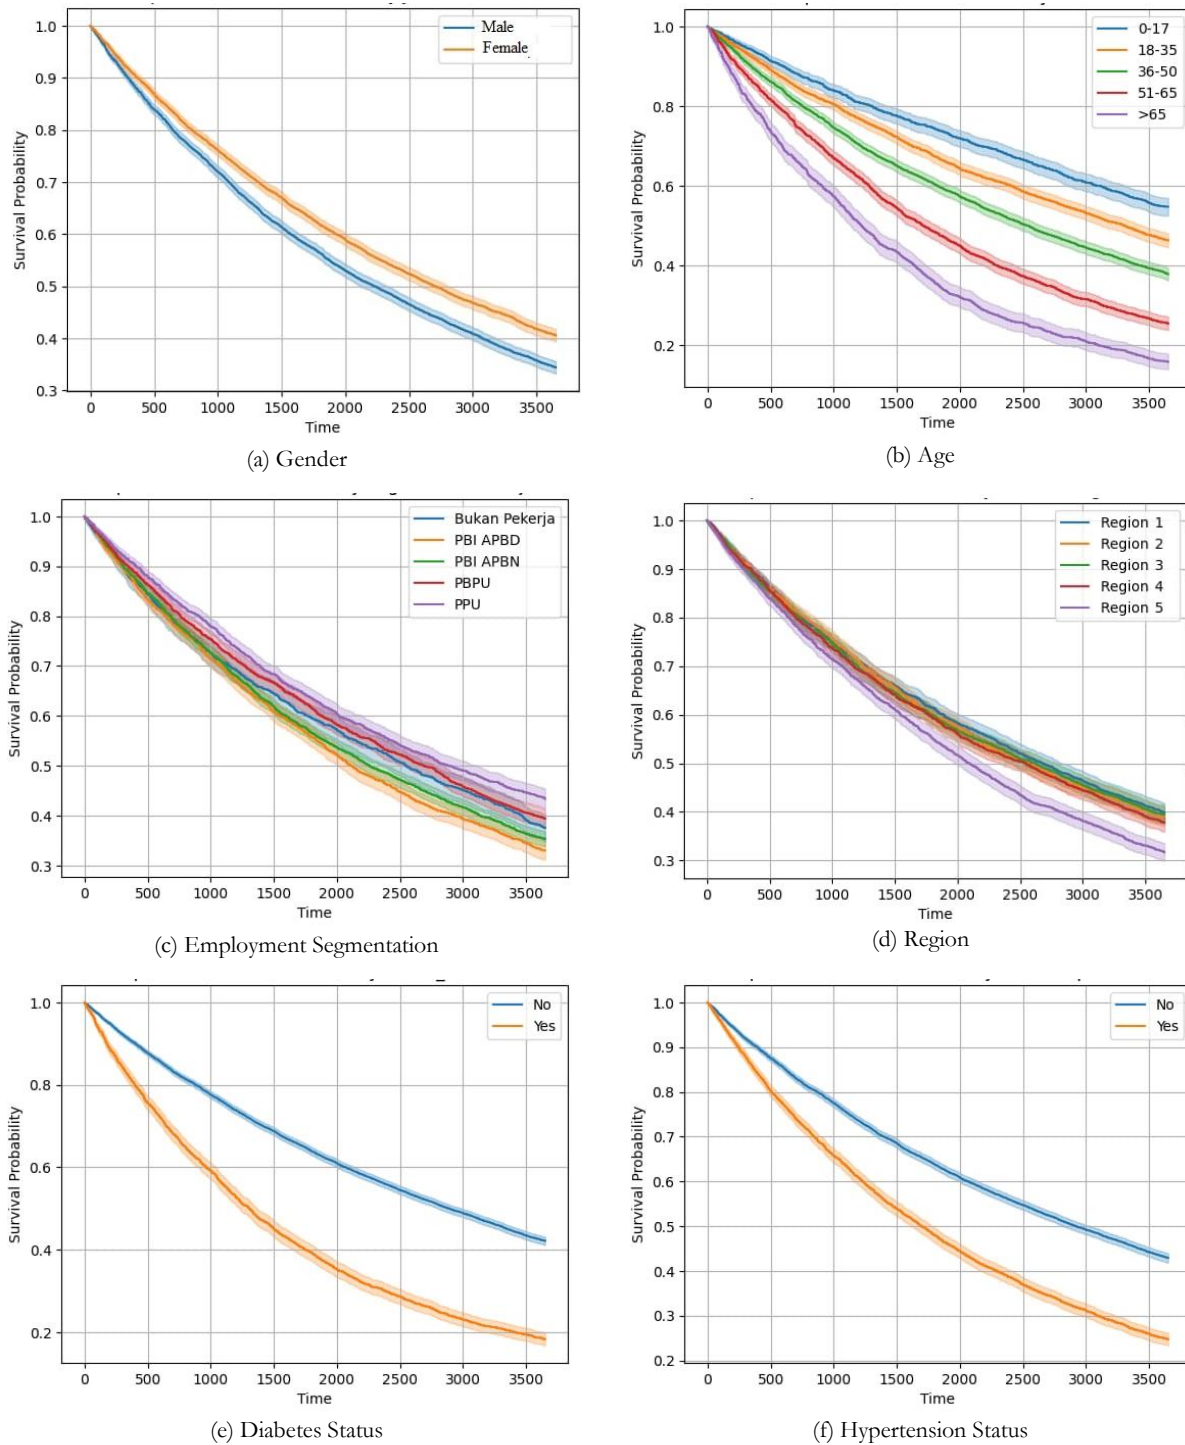 1.0
0.9
0.8
0.7
0.6
0.5
0.4
0.3
Survival Probability
Male
Female
0 500 1000 1500 2000 2500 3000 3500
Time
(a) Gender
1.0
0.8
0.6
0.4
0.2
Survival Probability
0-17
18-35
36-50
51-65
>65
0 500 1000 1500 2000 2500 3000 3500
Time
(b) Age
1.0
0.9
0.8
0.7
0.6
0.5
0.4
0.3
Survival Probability
Bukan Pekerja
PBI APBD
PBI APBN
PBPU
PPU
0 500 1000 1500 2000 2500 3000 3500
Time
(c) Employment Segmentation
1.0
0.9
0.8
0.7
0.6
0.5
0.4
0.3
Survival Probability
Region 1
Region 2
Region 3
Region 4
Region 5
0 500 1000 1500 2000 2500 3000 3500
Time
(d) Region
1.0
0.8
0.6
0.4
0.2
Survival Probability
No
Yes
0 500 1000 1500 2000 2500 3000 3500
Time
(e) Diabetes Status
1.0
0.9
0.8
0.7
0.6
0.5
0.4
0.3
0.2
Survival Probability
No
Yes
0 500 1000 1500 2000 2500 3000 3500
Time
(f) Hypertension Status